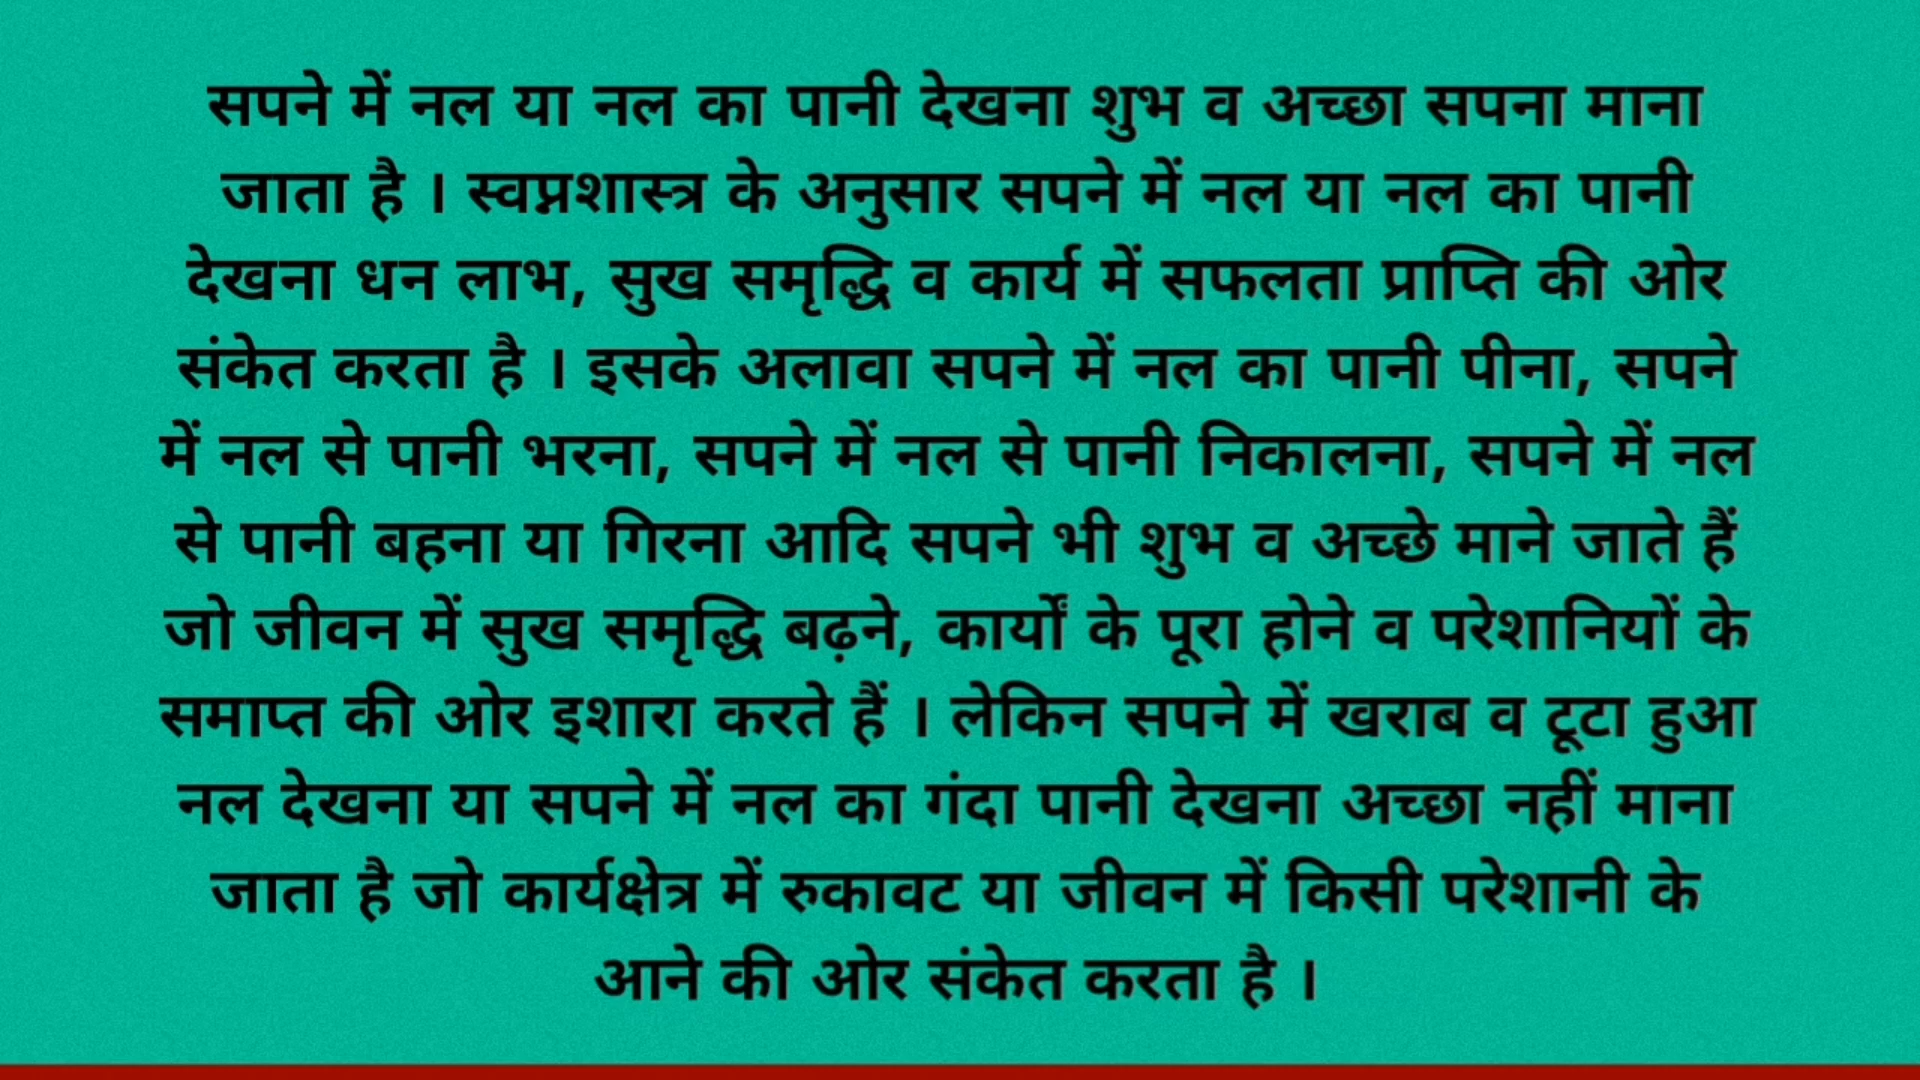 सपने में नल या नल का पानी देखना शुभ व अच्छा सपना माना
जाता है । स्वप्नशास्त्र के अनुसार सपने में नल या नल का पानी
देखना धन लाभ, सुख समृद्धि व कार्य में सफलता प्राप्ति की ओर
संकेत करता है । इसके अलावा सपने में नल का पानी पीना, सपने
में नल से पानी भरना, सपने में नल से पानी निकालना, सपने में नल
से पानी बहना या गिरना आदि सपने भी शुभ व अच्छे माने जाते हैं
जो जीवन में सुख समृद्धि बढ़ने, कार्यों के पूरा होने व परेशानियों के
समाप्त की ओर इशारा करते हैं । लेकिन सपने में खराब व टूटा हुआ
नल देखना या सपने में नल का गंदा पानी देखना अच्छा नहीं माना
जाता है जो कार्यक्षेत्र में रुकावट या जीवन में किसी परेशानी के
आने की ओर संकेत करता है ।